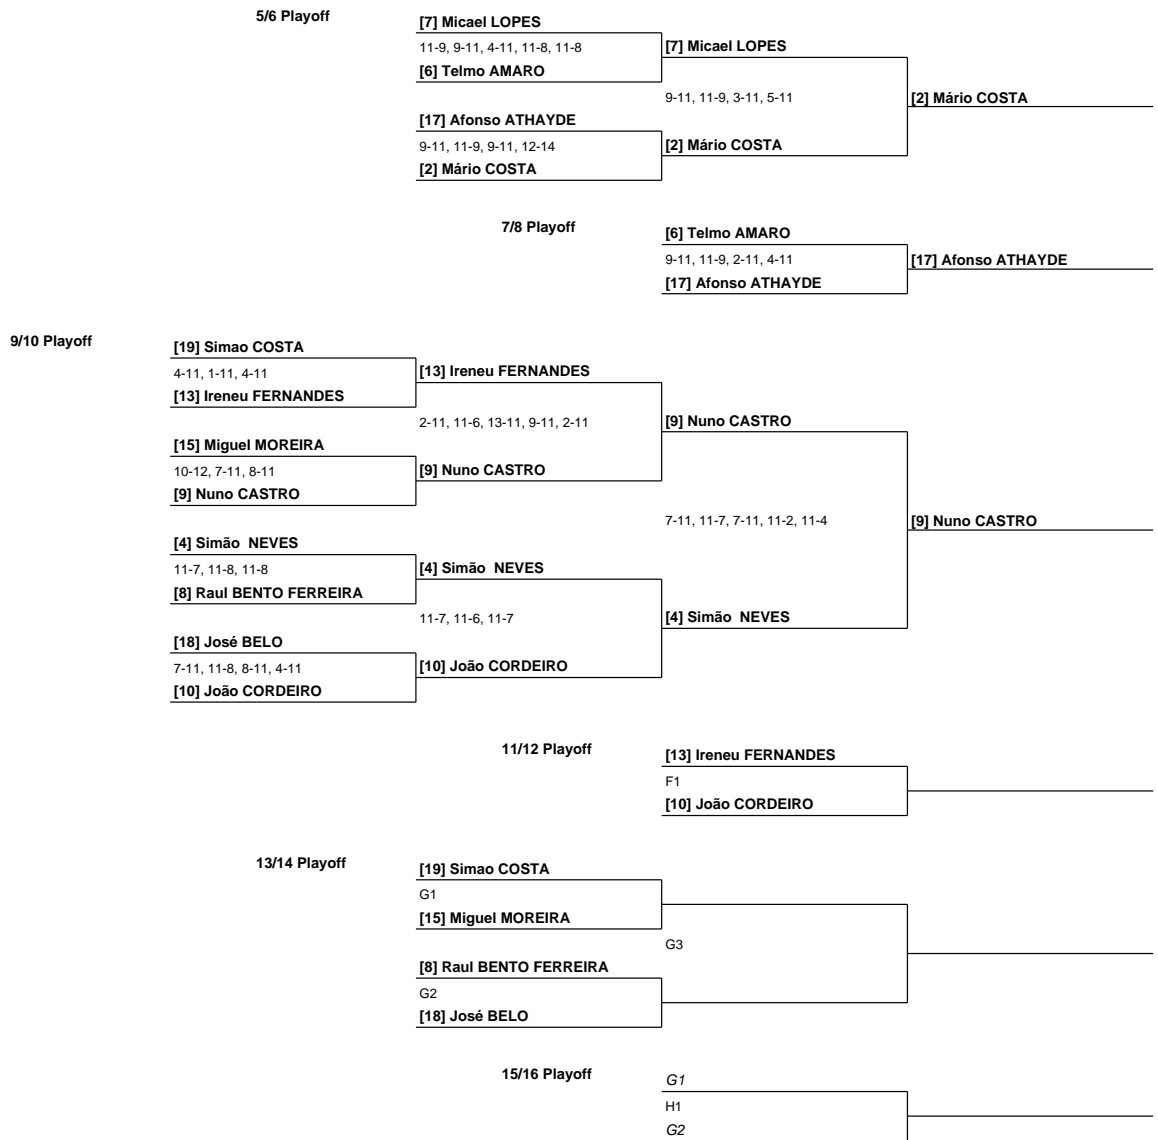 5/6 Playoff
[7] Micael LOPES
11-9, 9-11, 4-11, 11-8, 11-8
[6] Telmo AMARO
[7] Micael LOPES
9-11, 11-9, 3-11, 5-11
[2] Mário COSTA
[17] Afonso ATHAYDE
9-11, 11-9, 9-11, 12-14
[2] Mário COSTA
[2] Mário COSTA
7/8 Playoff
[6] Telmo AMARO
9-11, 11-9, 2-11, 4-11
[17] Afonso ATHAYDE
[17] Afonso ATHAYDE
9/10 Playoff
[19] Simao COSTA
4-11, 1-11, 4-11
[13] Ireneu FERNANDES
[13] Ireneu FERNANDES
2-11, 11-6, 13-11, 9-11, 2-11
[9] Nuno CASTRO
[15] Miguel MOREIRA
10-12, 7-11, 8-11
[9] Nuno CASTRO
[9] Nuno CASTRO
7-11, 11-7, 7-11, 11-2, 11-4
[9] Nuno CASTRO
[4] Simão  NEVES
11-7, 11-8, 11-8
[8] Raul BENTO FERREIRA
[4] Simão  NEVES
11-7, 11-6, 11-7
[4] Simão  NEVES
[18] José BELO
7-11, 11-8, 8-11, 4-11
[10] João CORDEIRO
[10] João CORDEIRO
11/12 Playoff
[13] Ireneu FERNANDES
F1
[10] João CORDEIRO
13/14 Playoff
[19] Simao COSTA
G1
[15] Miguel MOREIRA
G3
[8] Raul BENTO FERREIRA
G2
[18] José BELO
15/16 Playoff
G1
H1
G2